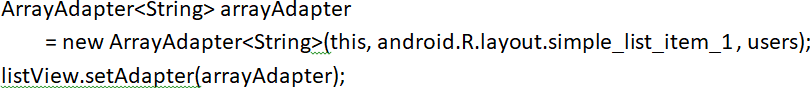 ArrayAdapter<String> arrayAdapter
= new ArrayAdapter<String>(this, android.R.layout.simple_list_item_1, users);
listView.setAdapter(arrayAdapter);